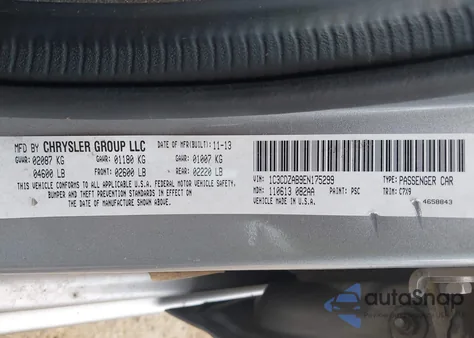 MFD BY CHRYSLER GROUP LLC DATE OF MFR(BUILT): 11-13
GVWR: 02087 KG GAWR: 01180 KG GAWR: 01007 KG
04600 LB FRONT: 02600 LB REAR: 02220 LB
THIS VEHICLE CONFORMS TO ALL APPLICABLE U.S.A. FEDERAL MOTOR VEHICLE SAFETY,
BUMPER AND THEFT PREVENTION STANDARDS IN EFFECT ON
THE DATE OF MANUFACTURE SHOWN ABOVE.
VIN: 1C3CDZAB9EN175299 TYPE: PASSENGER CAR
MDH: 110613 082AA PAINT: PSC TRIM: C7X9
VEHICLE MADE IN U.S.A. 4658843
autoSnap